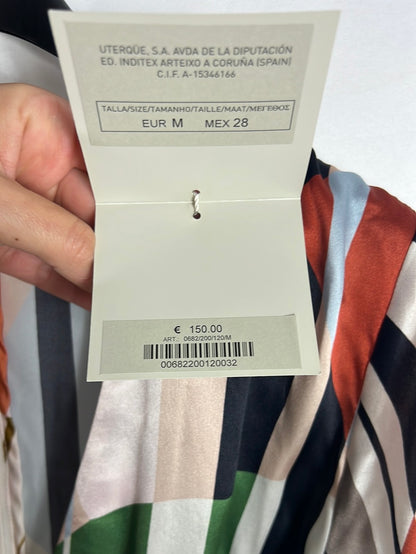 UTERQÜE, S.A. AVDA DE LA DIPUTACIÓN
ED. INDITEX ARTEIXO A CORUÑA (SPAIN)
C.I.F. A-15346166
TALLA/SIZE/TAMANHO/TAILLE/MAAT/ΜΕΓΕΘΟΣ
EUR M MEX 28
€ 150.00
ART.: 0682/200/120/M
00682200120032